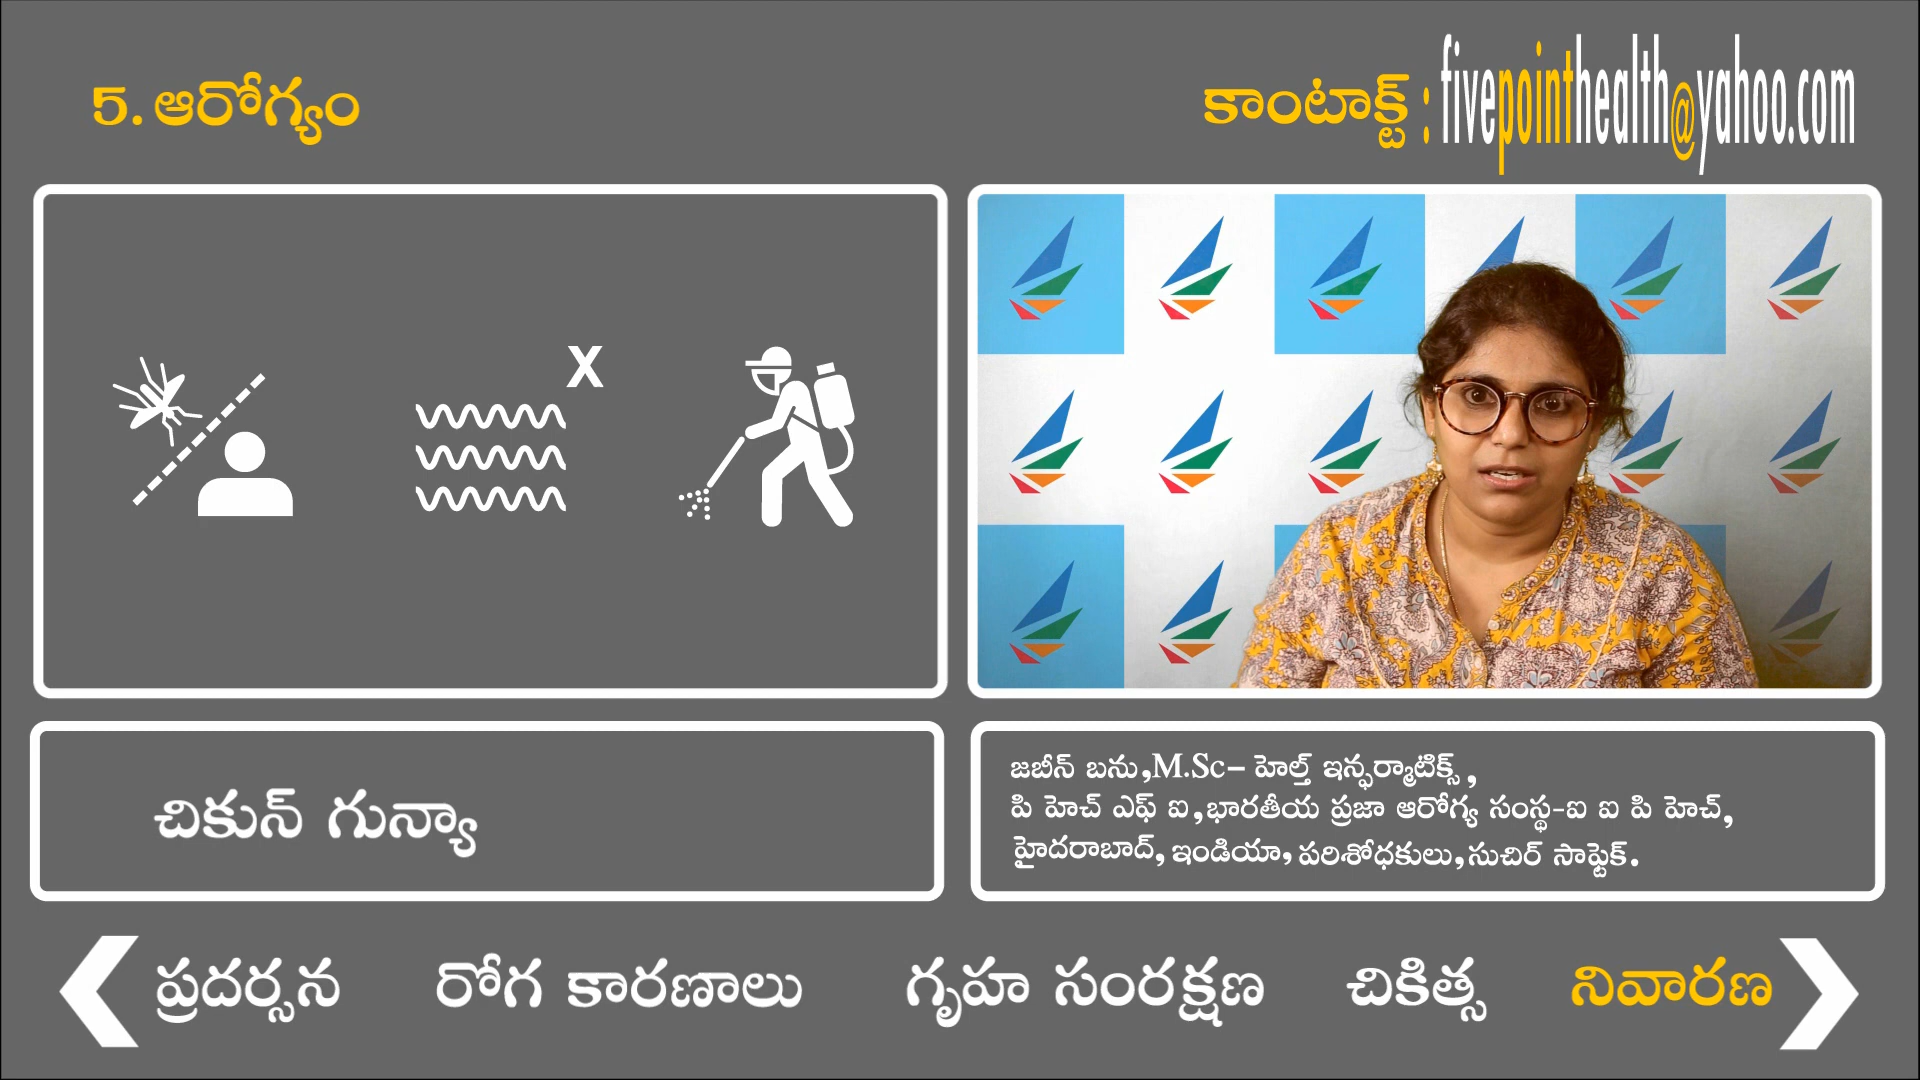 5. ఆరోగ్యం
కాంటాక్ట్ : fivepointhealth@yahoo.com
X
చికున్ గున్యా
జబీన్ బను,M.Sc– హెల్త్ ఇన్ఫర్మాటిక్స్,
పి హెచ్ ఎఫ్ ఐ,భారతీయ ప్రజా ఆరోగ్య సంస్థ-ఐ ఐ పి హెచ్,
హైదరాబాద్, ఇండియా, పరిశోధకులు,సుచిర్ సాఫ్టెక్.
ప్రదర్సన రోగ కారణాలు గృహ సంరక్షణ చికిత్స నివారణ